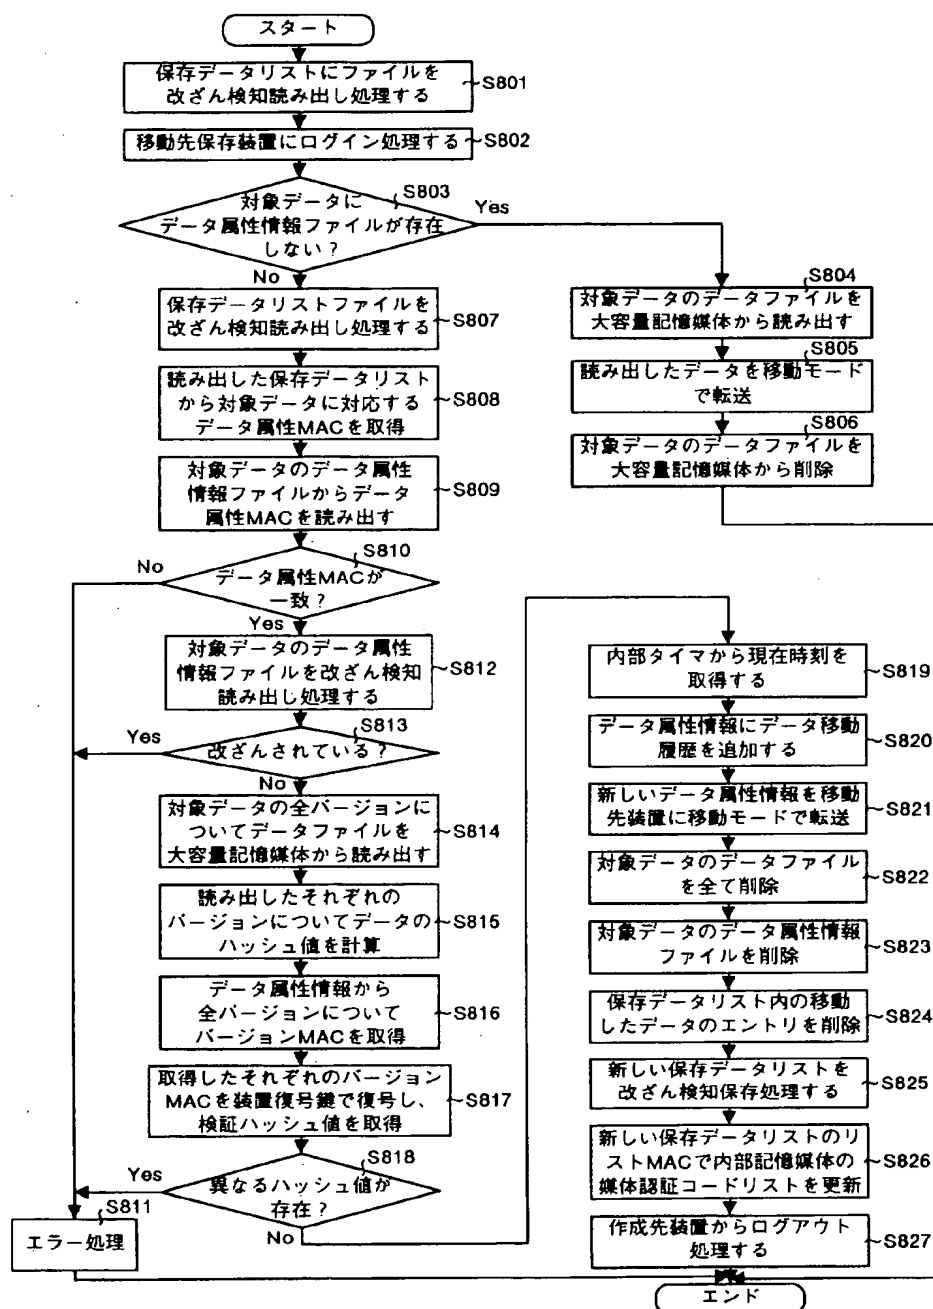 スタート
保存データリストにファイルを
改ざん検知読み出し処理する
S801
移動先保存装置にログイン処理する
S802
S803
対象データに
データ属性情報ファイルが存在
しない?
Yes
No
S804
対象データのデータファイルを
大容量記憶媒体から読み出す
S805
読み出したデータを移動モード
で転送
S806
対象データのデータファイルを
大容量記憶媒体から削除
保存データリストファイルを
改ざん検知読み出し処理する
S807
読み出した保存データリスト
から対象データに対応する
データ属性MACを取得
S808
対象データのデータ属性
情報ファイルからデータ
属性MACを読み出す
S809
S810
データ属性MACが
一致?
No
Yes
対象データのデータ属性
情報ファイルを改ざん検知
読み出し処理する
S812
S813
改ざんされている?
Yes
No
対象データの全バージョンに
ついてデータファイルを
大容量記憶媒体から読み出す
S814
読み出したそれぞれの
バージョンについてデータの
ハッシュ値を計算
S815
データ属性情報から
全バージョンについて
バージョンMACを取得
S816
取得したそれぞれのバージョン
MACを装置復号鍵で復号し、
検証ハッシュ値を取得
S817
S818
異なるハッシュ値が
存在?
Yes
No
S811
エラー処理
内部タイマから現在時刻を
取得する
S819
データ属性情報にデータ移動
履歴を追加する
S820
新しいデータ属性情報を移動
先装置に移動モードで転送
S821
対象データのデータファイル
を全て削除
S822
対象データのデータ属性情報
ファイルを削除
S823
保存データリスト内の移動
したデータのエントリを削除
S824
新しい保存データリストを
改ざん検知保存処理する
S825
新しい保存データリストのリ
ストMACで内部記憶媒体の
媒体認証コードリストを更新
S826
作成先装置からログアウト
処理する
S827
エンド